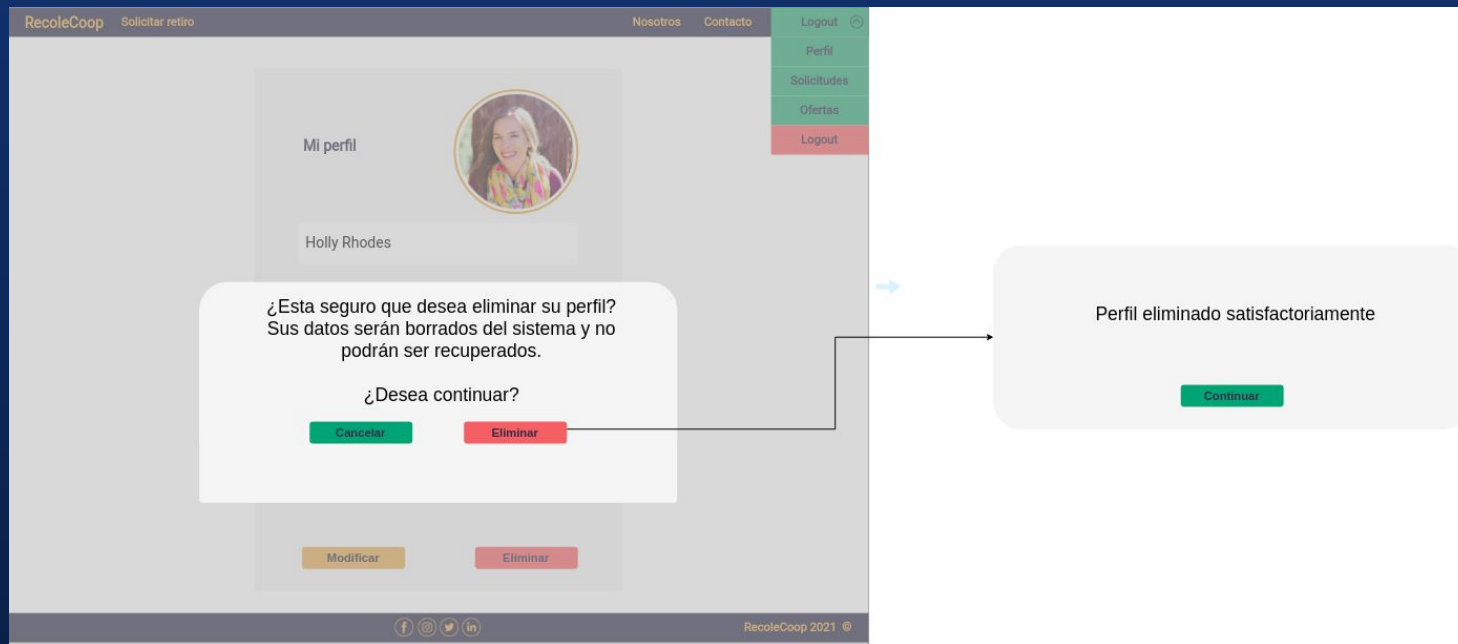 RecoleCoop Solicitar retiro Nosotros Contacto Logout
Perfil
Solicitudes
Ofertas
Logout
Mi perfil
Holly Rhodes
¿Esta seguro que desea eliminar su perfil?
Sus datos serán borrados del sistema y no
podrán ser recuperados.
¿Desea continuar?
Cancelar Eliminar
Modificar Eliminar
RecoleCoop 2021 ©
Perfil eliminado satisfactoriamente
Continuar